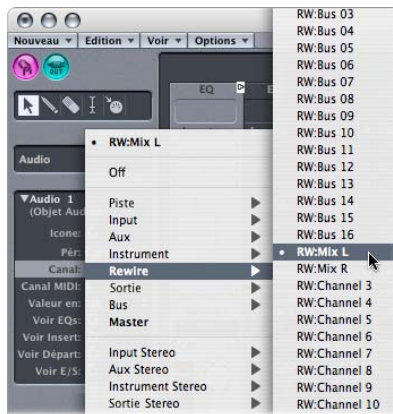 Nouveau Edition Voir Options
OUT
EQ
E
Audio
Audio 1
(Objet Aud
Icone:
Pér:
Canal:
Canal MIDI:
Valeur en:
Voir EQs:
Voir Insert:
Voir Départ:
Voir E/S:
• RW:Mix L
Off
Piste
Input
Aux
Instrument
Rewire
Sortie
Bus
Master
Input Stereo
Aux Stereo
Instrument Stereo
Sortie Stereo
RW:Bus 03
RW:Bus 04
RW:Bus 05
RW:Bus 06
RW:Bus 07
RW:Bus 08
RW:Bus 09
RW:Bus 10
RW:Bus 11
RW:Bus 12
RW:Bus 13
RW:Bus 14
RW:Bus 15
RW:Bus 16
• RW:Mix L
RW:Mix R
RW:Channel 3
RW:Channel 4
RW:Channel 5
RW:Channel 6
RW:Channel 7
RW:Channel 8
RW:Channel 9
RW:Channel 10